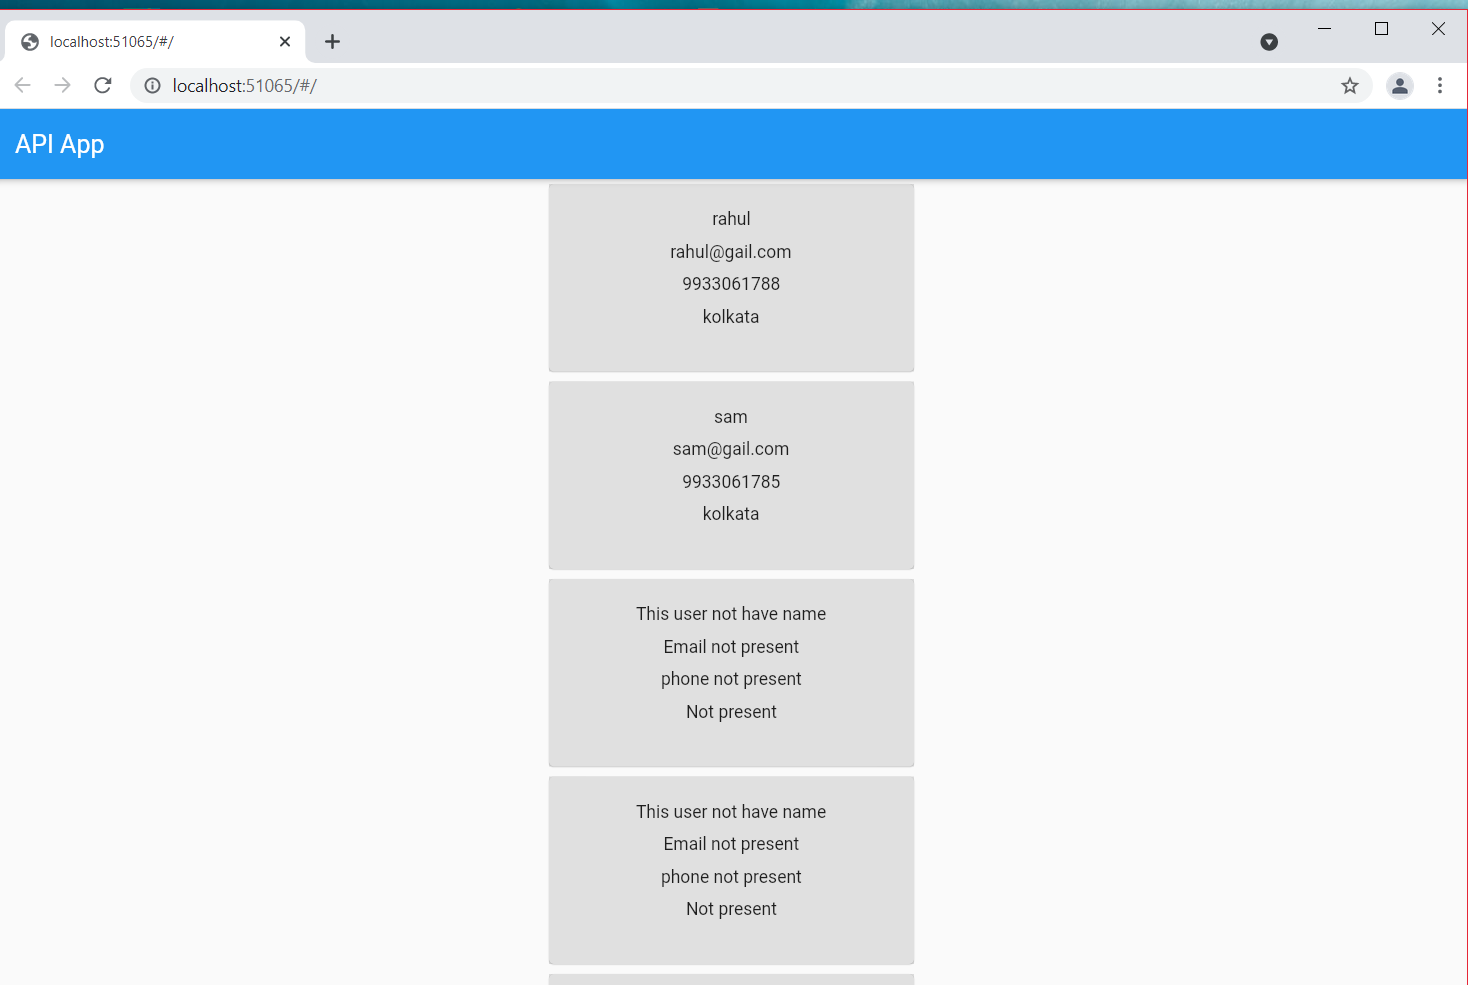 localhost:51065/#/
localhost:51065/#/
API App
rahul
rahul@gail.com
9933061788
kolkata
sam
sam@gail.com
9933061785
kolkata
This user not have name
Email not present
phone not present
Not present
This user not have name
Email not present
phone not present
Not present